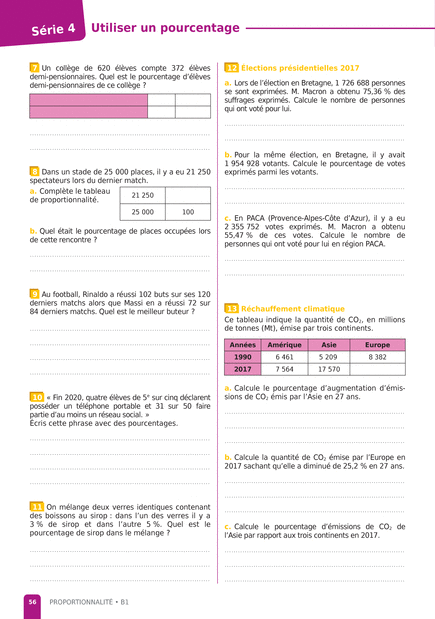 Série 4 Utiliser un pourcentage
7 Un collège de 620 élèves compte 372 élèves
demi-pensionnaires. Quel est le pourcentage d'élèves
demi-pensionnaires de ce collège ?
8 Dans un stade de 25 000 places, il y a eu 21 250
spectateurs lors du dernier match.
a. Complète le tableau
de proportionnalité.
21 250
25 000 100
b. Quel était le pourcentage de places occupées lors
de cette rencontre ?
9 Au football, Rinaldo a réussi 102 buts sur ses 120
derniers matchs alors que Massi en a réussi 72 sur
84 derniers matchs. Quel est le meilleur buteur ?
10 « Fin 2020, quatre élèves de 5e sur cinq déclarent
posséder un téléphone portable et 31 sur 50 faire
partie d'au moins un réseau social. »
Écris cette phrase avec des pourcentages.
11 On mélange deux verres identiques contenant
des boissons au sirop : dans l'un des verres il y a
3 % de sirop et dans l'autre 5 %. Quel est le
pourcentage de sirop dans le mélange ?
12 Élections présidentielles 2017
a. Lors de l'élection en Bretagne, 1 726 688 personnes
se sont exprimées. M. Macron a obtenu 75,36 % des
suffrages exprimés. Calcule le nombre de personnes
qui ont voté pour lui.
b. Pour la même élection, en Bretagne, il y avait
1 954 928 votants. Calcule le pourcentage de votes
exprimés parmi les votants.
c. En PACA (Provence-Alpes-Côte d'Azur), il y a eu
2 355 752 votes exprimés. M. Macron a obtenu
55,47 % de ces votes. Calcule le nombre de
personnes qui ont voté pour lui en région PACA.
13 Réchauffement climatique
Ce tableau indique la quantité de CO₂, en millions
de tonnes (Mt), émise par trois continents.
Années Amérique Asie Europe
1990 6 461 5 209 8 382
2017 7 564 17 570
a. Calcule le pourcentage d'augmentation d'émis-
sions de CO₂ émis par l'Asie en 27 ans.
b. Calcule la quantité de CO₂ émise par l'Europe en
2017 sachant qu'elle a diminué de 25,2 % en 27 ans.
c. Calcule le pourcentage d'émissions de CO₂ de
l'Asie par rapport aux trois continents en 2017.
56 PROPORTIONNALITÉ • B1